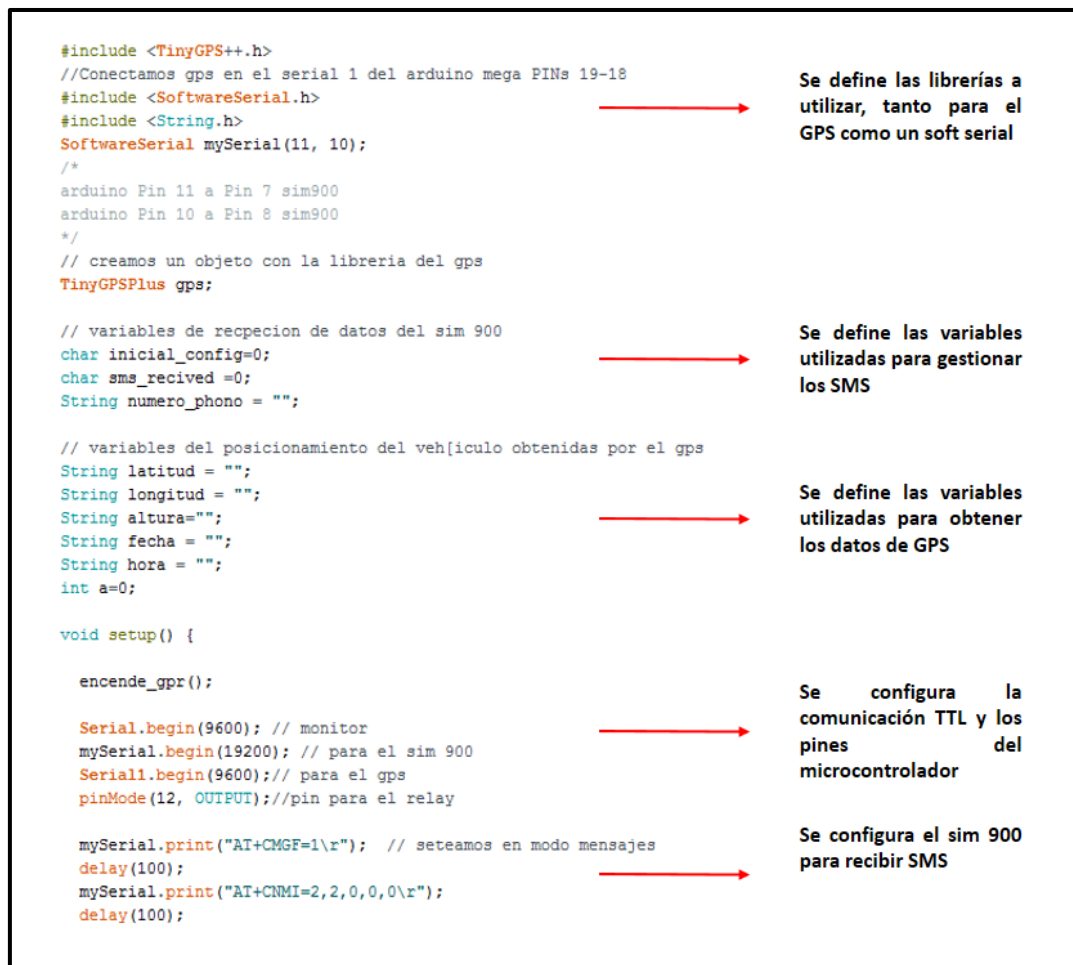 #include <TinyGPS++.h>
//Conectamos gps en el serial 1 del arduino mega PINs 19-18
#include <SoftwareSerial.h>
#include <String.h>
SoftwareSerial mySerial(11, 10);
/*
arduino Pin 11 a Pin 7 sim900
arduino Pin 10 a Pin 8 sim900
*/
// creamos un objeto con la libreria del gps
TinyGPSPlus gps;
Se define las librerías a
utilizar, tanto para el
GPS como un soft serial
// variables de recpecion de datos del sim 900
char inicial_config=0;
char sms_recived =0;
String numero_phono = "";
Se define las variables
utilizadas para gestionar
los SMS
// variables del posicionamiento del veh[iculo obtenidas por el gps
String latitud = "";
String longitud = "";
String altura="";
String fecha = "";
String hora = "";
int a=0;
Se define las variables
utilizadas para obtener
los datos de GPS
void setup() {
encende_gpr();
Serial.begin(9600); // monitor
mySerial.begin(19200); // para el sim 900
Serial1.begin(9600);// para el gps
pinMode(12, OUTPUT);//pin para el relay
Se configura la
comunicación TTL y los
pines del
microcontrolador
mySerial.print("AT+CMGF=1\r"); // seteamos en modo mensajes
delay(100);
mySerial.print("AT+CNMI=2,2,0,0,0\r");
delay(100);
Se configura el sim 900
para recibir SMS